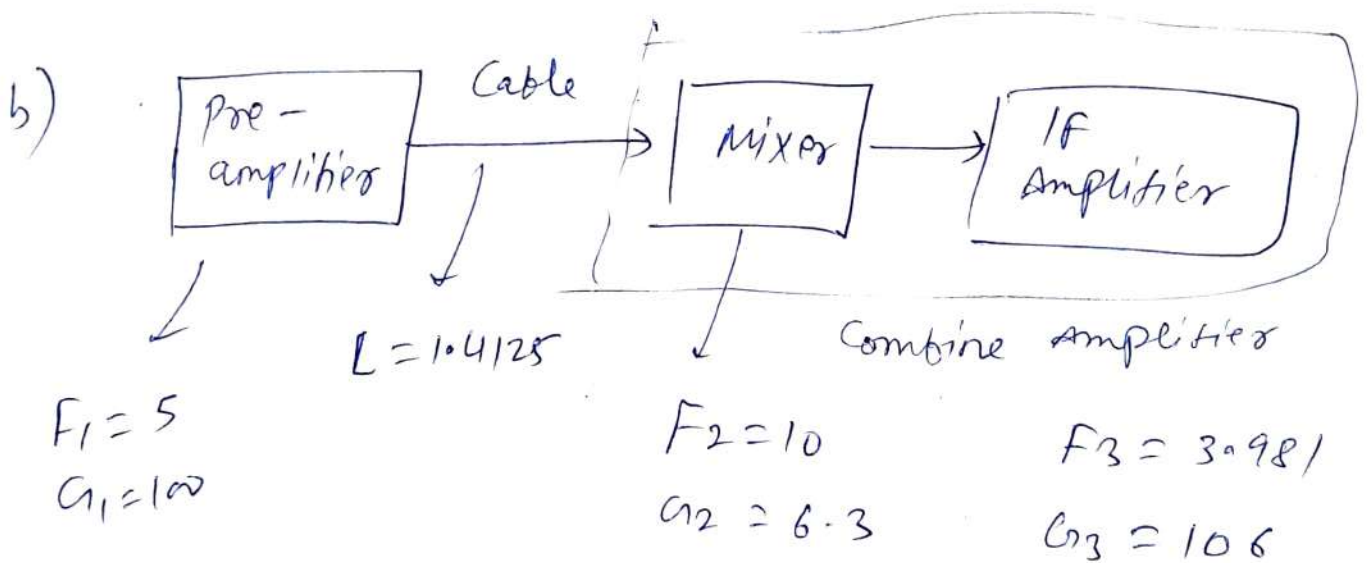 b)
Pre-
amplifier
Cable
Mixer
IF
Amplifier
L = 1.4125
Combine Amplifier
F1 = 5
G1 = 100
F2 = 10
G2 = 6.3
F3 = 3.981
G3 = 106